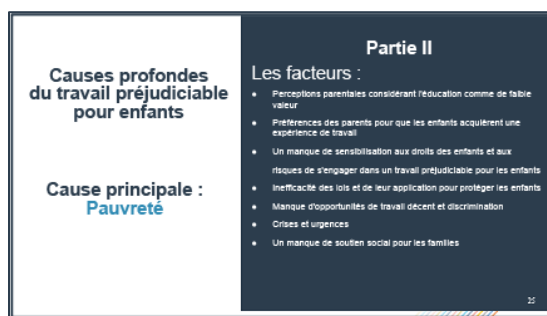 Causes profondes
du travail préjudiciable
pour enfants
Cause principale :
Pauvreté
Partie II
Les facteurs :
• Perceptions parentales considérant l'éducation comme de faible
valeur
• Préférences des parents pour que les enfants acquièrent une
expérience de travail
• Un manque de sensibilisation aux droits des enfants et aux
risques de s'engager dans un travail préjudiciable pour les enfants
• Inefficacité des lois et de leur application pour protéger les enfants
• Manque d'opportunités de travail décent et discrimination
• Crises et urgences
• Un manque de soutien social pour les familles
25